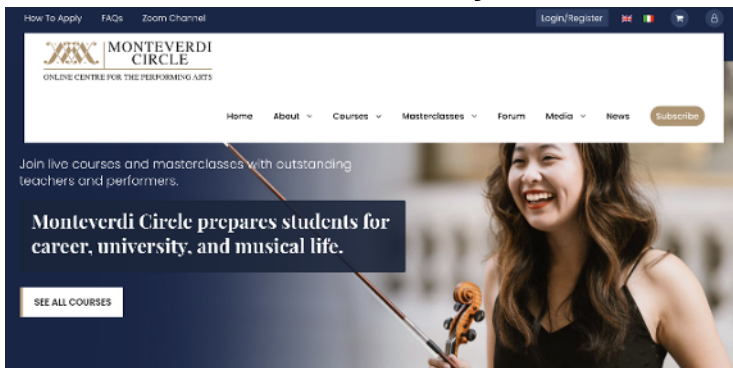 How To Apply FAQs Zoom Channel Login/Register
MONTEVERDI
CIRCLE
ONLINE CENTRE FOR THE PERFORMING ARTS
Home About Courses Masterclasses Forum Media News Subscribe
Join live courses and masterclasses with outstanding
teachers and performers.
Monteverdi Circle prepares students for
career, university, and musical life.
SEE ALL COURSES